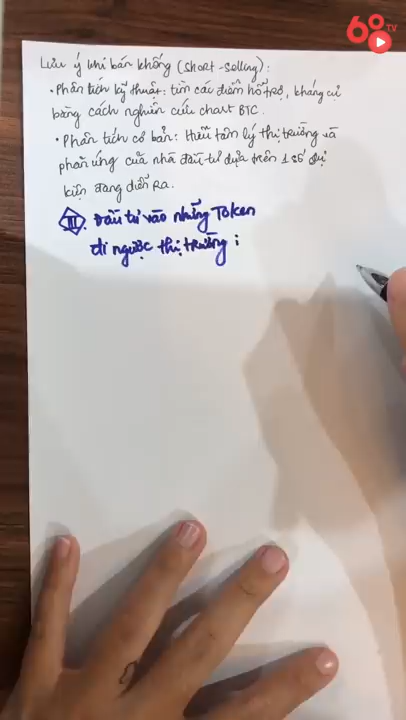 60s TV
Lưu ý khi bán khống (short-selling):
• Phân tích kỹ thuật: tìm các điểm hỗ trợ, kháng cự
bằng cách nghiên cứu chart BTC.
• Phân tích cơ bản: Hiểu tâm lý thị trường và
phản ứng của nhà đầu tư dựa trên 1 số sự
kiện đang diễn ra.
III. Đầu tư vào những Token
đi ngược thị trường: